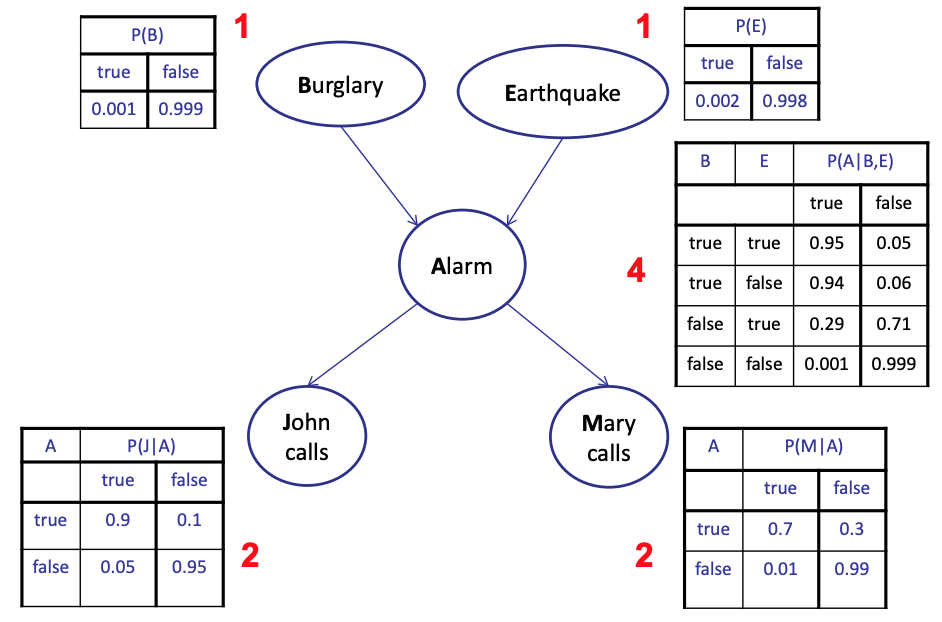 P(B)
true false
0.001 0.999
1
Burglary
Earthquake
1
P(E)
true false
0.002 0.998
B E P(A|B,E)
true false
true true 0.95 0.05
true false 0.94 0.06
false true 0.29 0.71
false false 0.001 0.999
4
Alarm
John
calls
Mary
calls
A P(J|A)
true false
true 0.9 0.1
false 0.05 0.95
2
2
A P(M|A)
true false
true 0.7 0.3
false 0.01 0.99